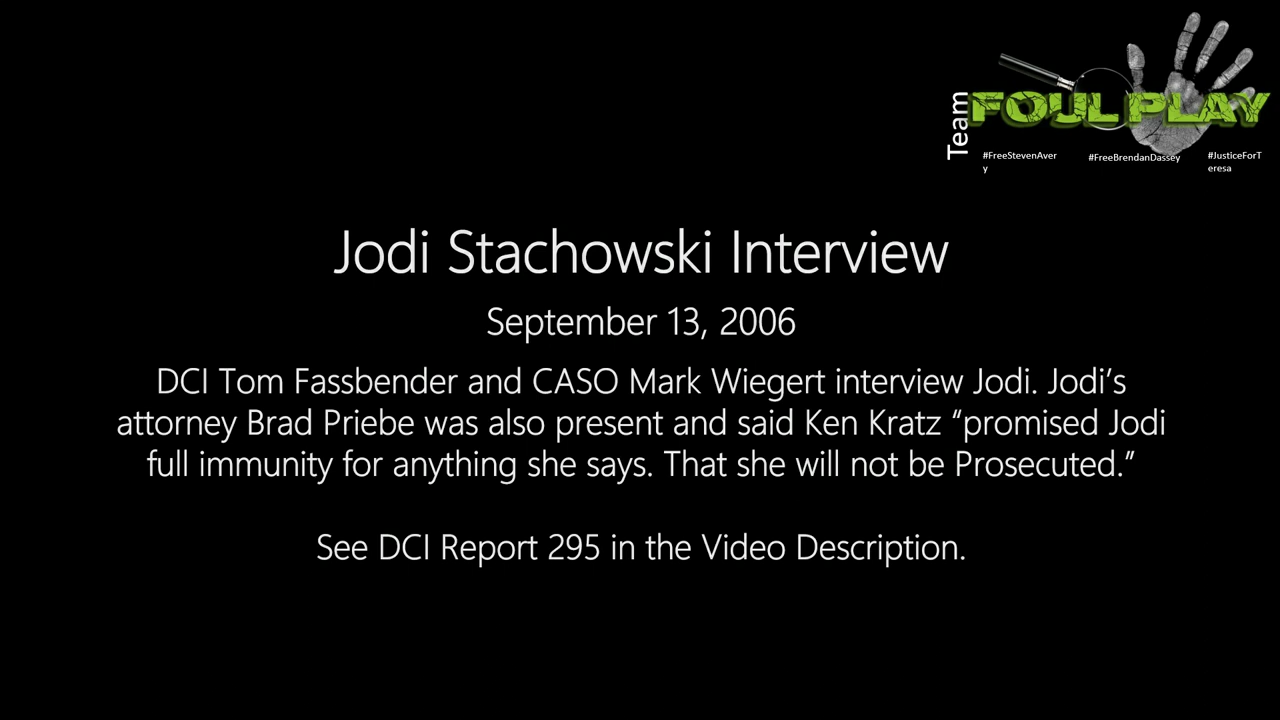 Team
FOUL PLAY
#FreeStevenAver
y
#FreeBrendanDassey
#JusticeForT
eresa
Jodi Stachowski Interview
September 13, 2006
DCI Tom Fassbender and CASO Mark Wiegert interview Jodi. Jodi’s
attorney Brad Priebe was also present and said Ken Kratz “promised Jodi
full immunity for anything she says. That she will not be Prosecuted.”
See DCI Report 295 in the Video Description.